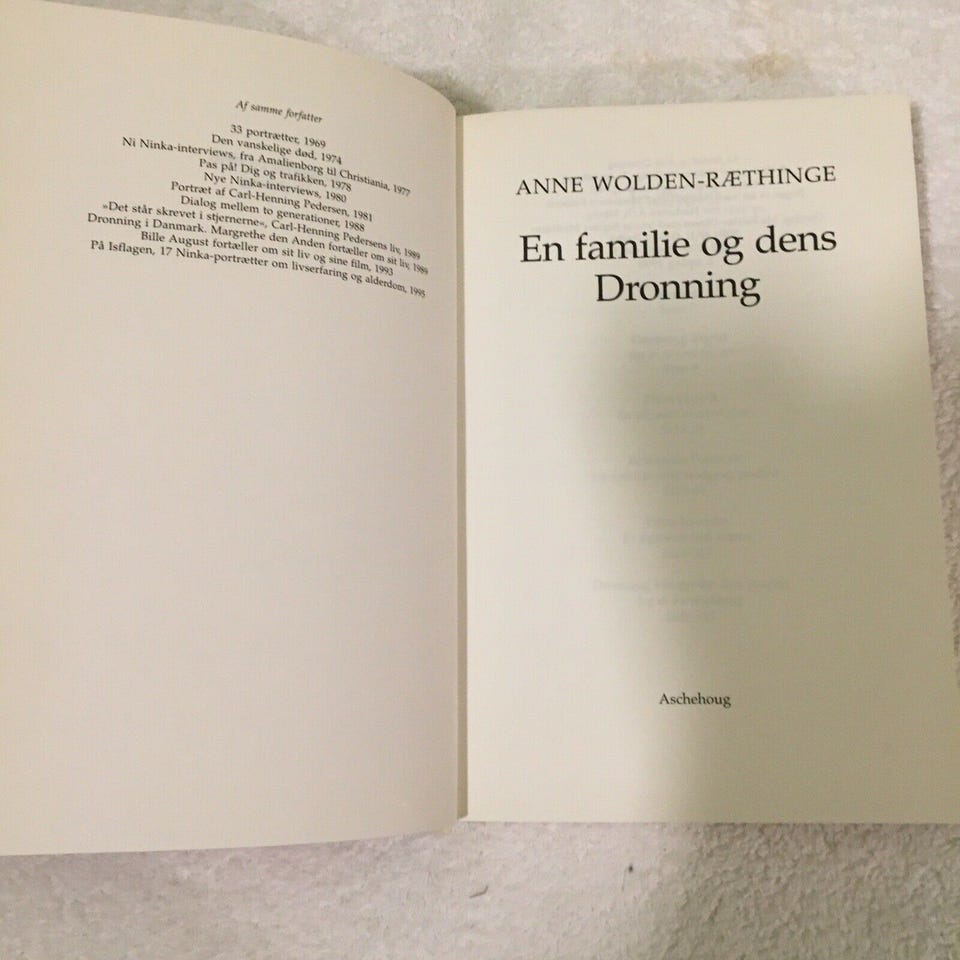 Af samme forfatter
33 portrætter, 1969
Den vanskelige død, 1974
Ni Ninka-interviews, fra Amalienborg til Christiania, 1977
Pas på! Dig og trafikken, 1978
Nye Ninka-interviews, 1980
Portræt af Carl-Henning Pedersen, 1981
Dialog mellem to generationer, 1988
»Det står skrevet i stjernerne«, Carl-Henning Pedersens liv, 1989
Dronning i Danmark. Margrethe den Anden fortæller om sit liv, 1989
Bille August fortæller om sit liv og sine film, 1993
På Isflagen, 17 Ninka-portrætter om livserfaring og alderdom, 1995
ANNE WOLDEN-RÆTHINGE
En familie og dens
Dronning
Aschehoug